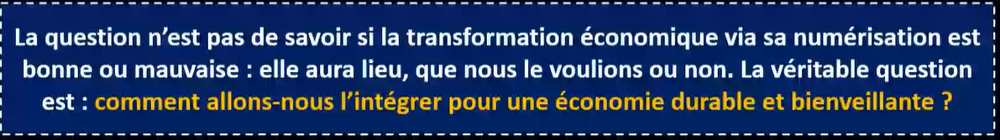 La question n’est pas de savoir si la transformation économique via sa numérisation est
bonne ou mauvaise : elle aura lieu, que nous le voulions ou non. La véritable question
est : comment allons-nous l’intégrer pour une économie durable et bienveillante ?